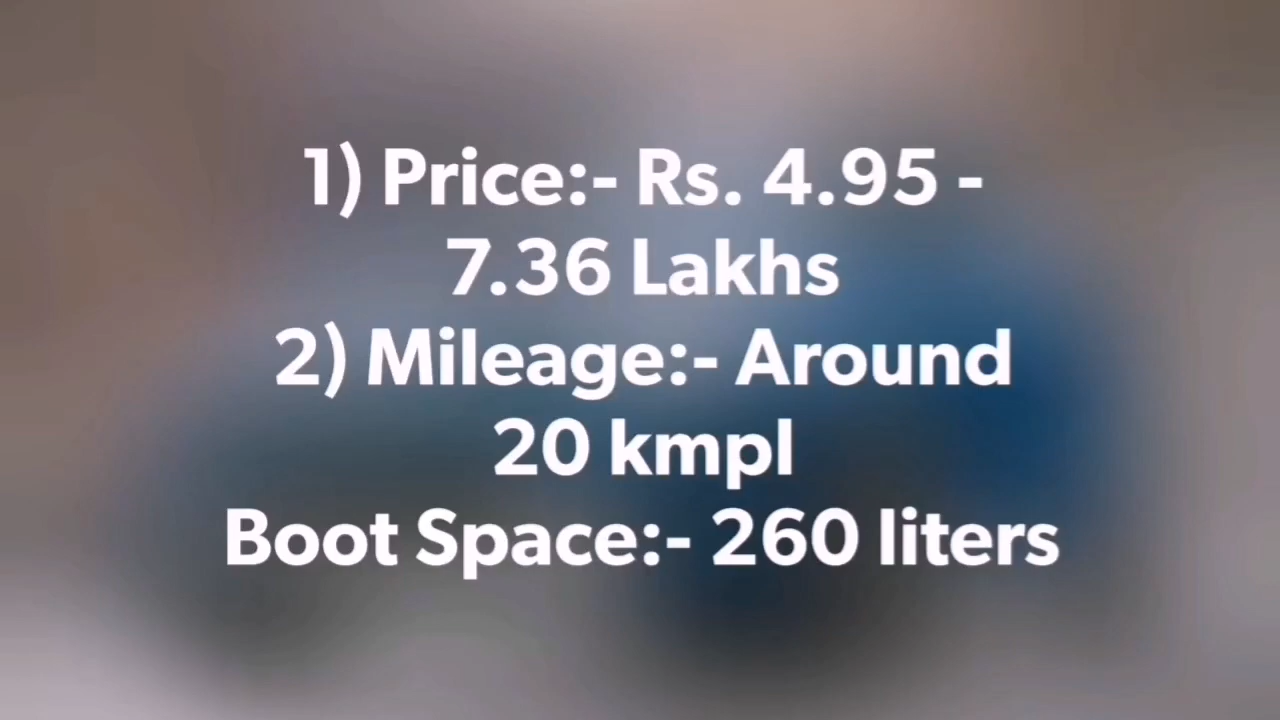 1) Price:- Rs. 4.95 -
7.36 Lakhs
2) Mileage:- Around
20 kmpl
Boot Space:- 260 liters